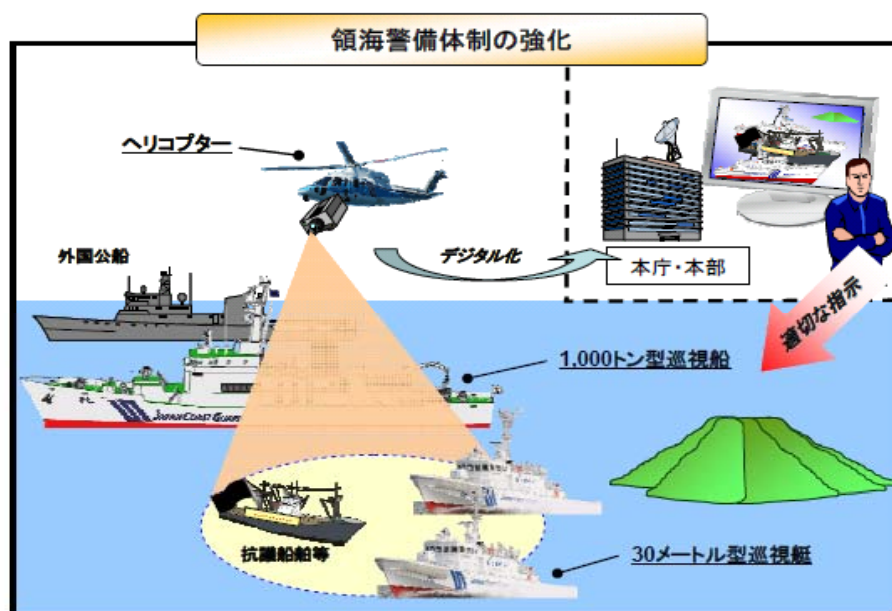 領海警備体制の強化
ヘリコプター
外国公船
デジタル化
本庁・本部
適切な指示
1,000トン型巡視船
JAPAN COAST GUARD
抗議船舶等
30メートル型巡視艇